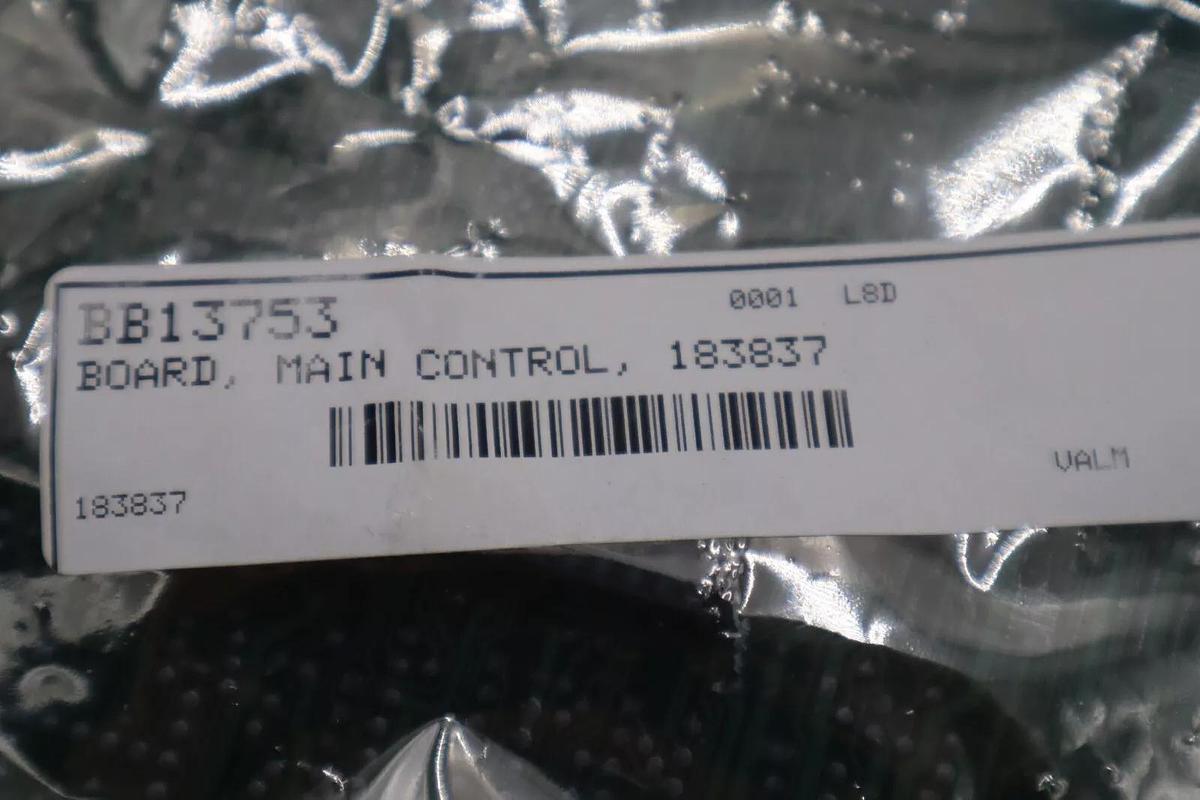 BB13753 0001 L8D
BOARD, MAIN CONTROL, 183837
VALM
183837